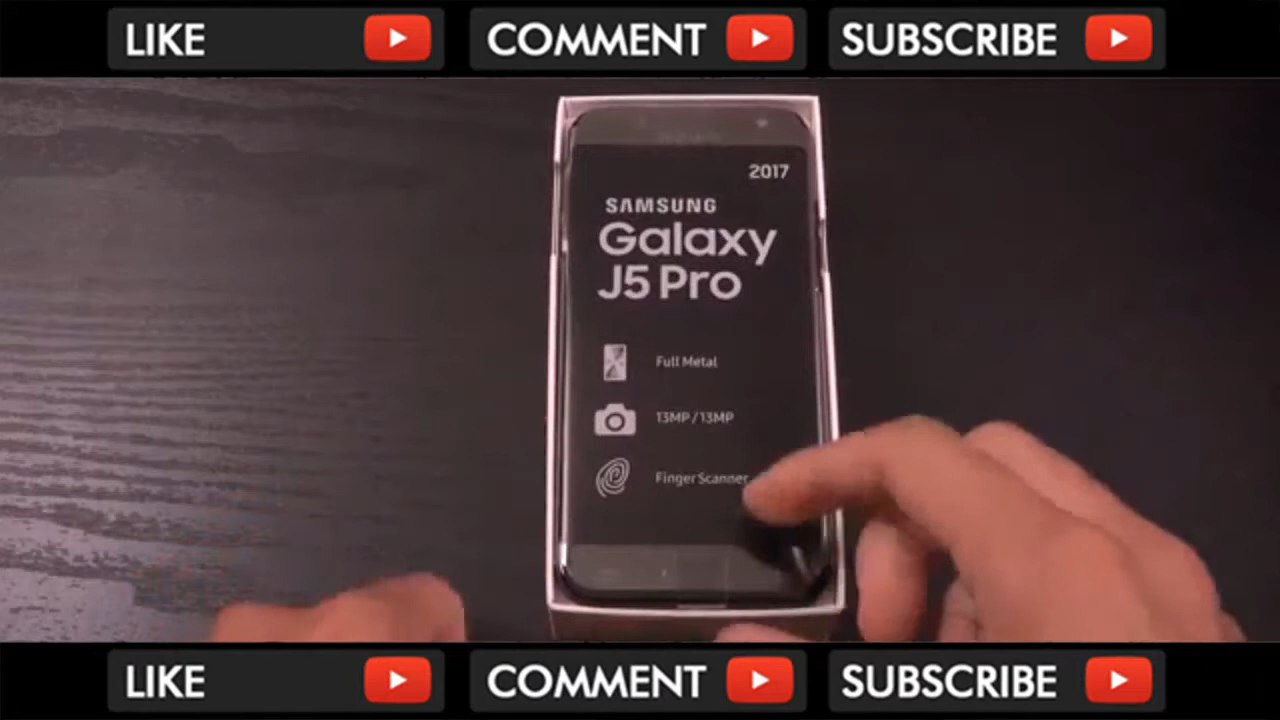 LIKE COMMENT SUBSCRIBE
2017
SAMSUNG
Galaxy
J5 Pro
Full Metal
13MP / 13MP
Finger Scanner
LIKE COMMENT SUBSCRIBE